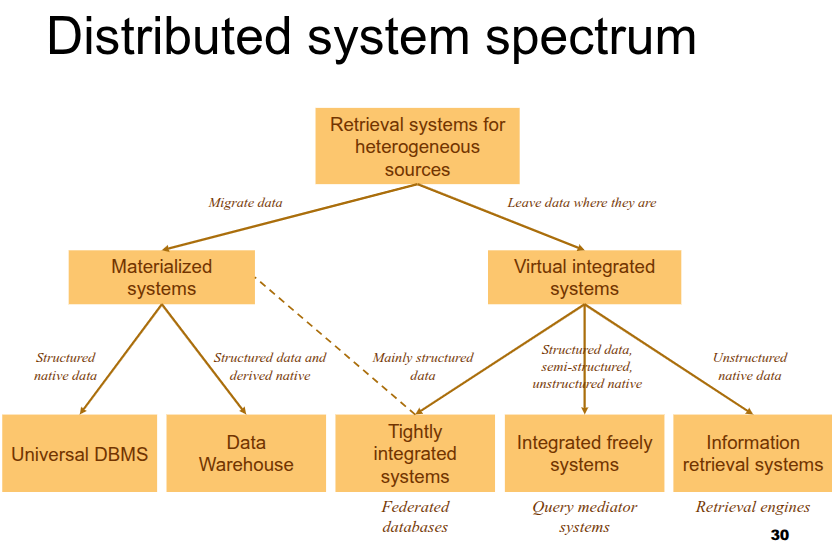 Distributed system spectrum
Retrieval systems for
heterogeneous
sources
Migrate data
Leave data where they are
Materialized
systems
Virtual integrated
systems
Structured
native data
Structured data and
derived native
Mainly structured
data
Structured data,
semi-structured,
unstructured native
Unstructured
native data
Universal DBMS
Data
Warehouse
Tightly
integrated
systems
Integrated freely
systems
Information
retrieval systems
Federated
databases
Query mediator
systems
Retrieval engines
30